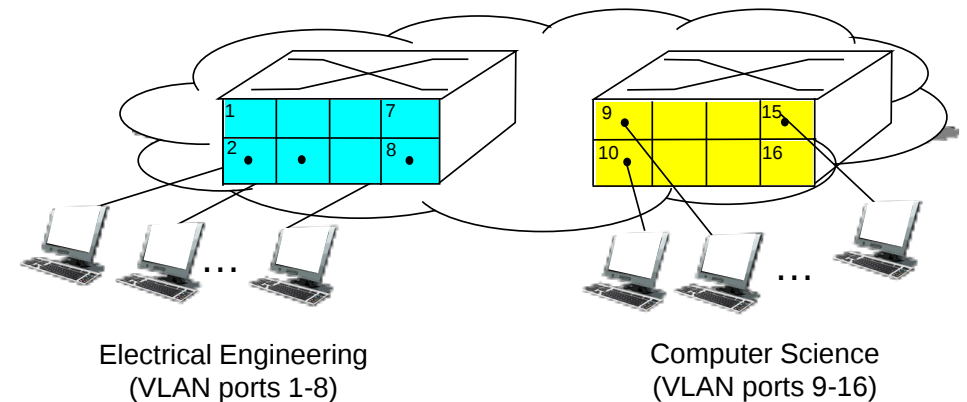 1 7
2 8
9 15
10 16
... ...
Electrical Engineering
(VLAN ports 1-8)
Computer Science
(VLAN ports 9-16)